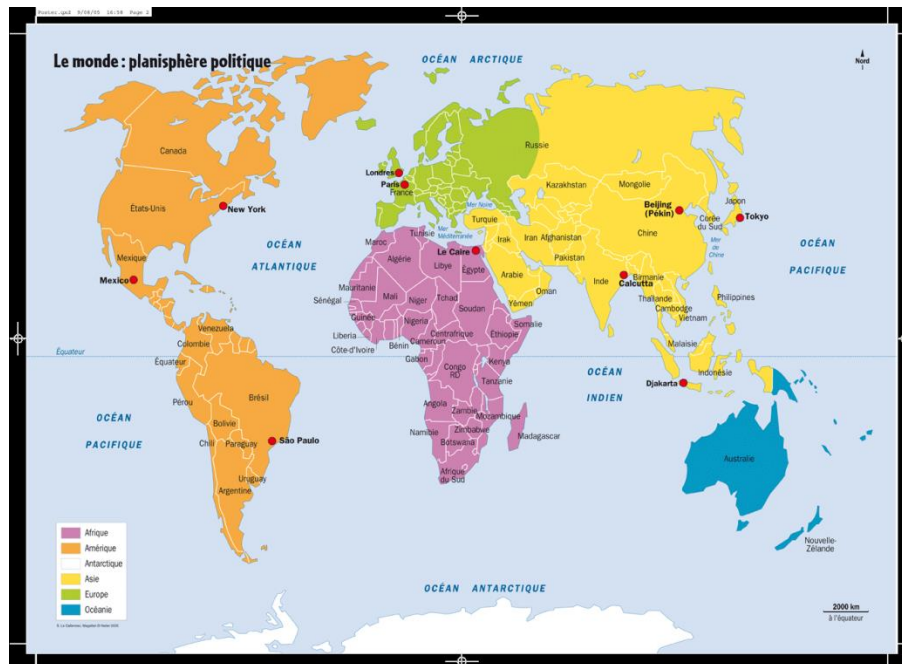 Poster.qxd 9/08/05 16:58 Page 2
Le monde : planisphère politique
OCÉAN ARCTIQUE
Nord
Canada
Russie
Londres
Paris
France
Kazakhstan
Mongolie
États-Unis
New York
Mer Noire
Turquie
Beijing
(Pékin)
Japon
Corée
du Sud
Tokyo
Tunisie
Mer
Méditerranée
Maroc
Irak
Iran
Afghanistan
Chine
Mer
de
Chine
OCÉAN
ATLANTIQUE
OCÉAN
PACIFIQUE
Mexique
Mexico
Algérie
Libye
Le Caire
Égypte
Pakistan
Arabie
Oman
Inde
Birmanie
Calcutta
Mauritanie
Mali
Niger
Tchad
Soudan
Yémen
Thaïlande
Cambodge
Vietnam
Philippines
Sénégal
Guinée
Nigeria
Somalie
Éthiopie
Venezuela
Liberia
Côte-d'Ivoire
Bénin
Centrafrique
Cameroun
Malaisie
Colombie
Équateur
Équateur
Gabon
Congo
RD
Kenya
Tanzanie
OCÉAN
INDIEN
Indonésie
Djakarta
Pérou
Brésil
Angola
Zambie
Mozambique
OCÉAN
PACIFIQUE
Bolivie
Chili
Paraguay
São Paulo
Namibie
Zimbabwe
Botswana
Madagascar
Australie
Uruguay
Argentine
Afrique
du Sud
Nouvelle-
Zélande
Afrique
Amérique
Antarctique
Asie
Europe
Océanie
OCÉAN ANTARCTIQUE
2000 km
à l'équateur